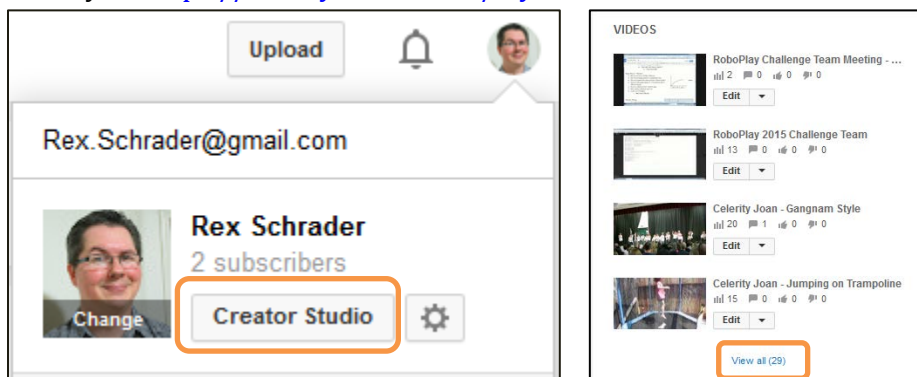 Upload
Rex.Schrader@gmail.com
Rex Schrader
2 subscribers
Change
Creator Studio
VIDEOS
RoboPlay Challenge Team Meeting - ...
2 0 0 0
Edit
RoboPlay 2015 Challenge Team
13 0 0 0
Edit
Celerity Joan - Gangnam Style
20 1 0 0
Edit
Celerity Joan - Jumping on Trampoline
15 0 0 0
Edit
View all (29)